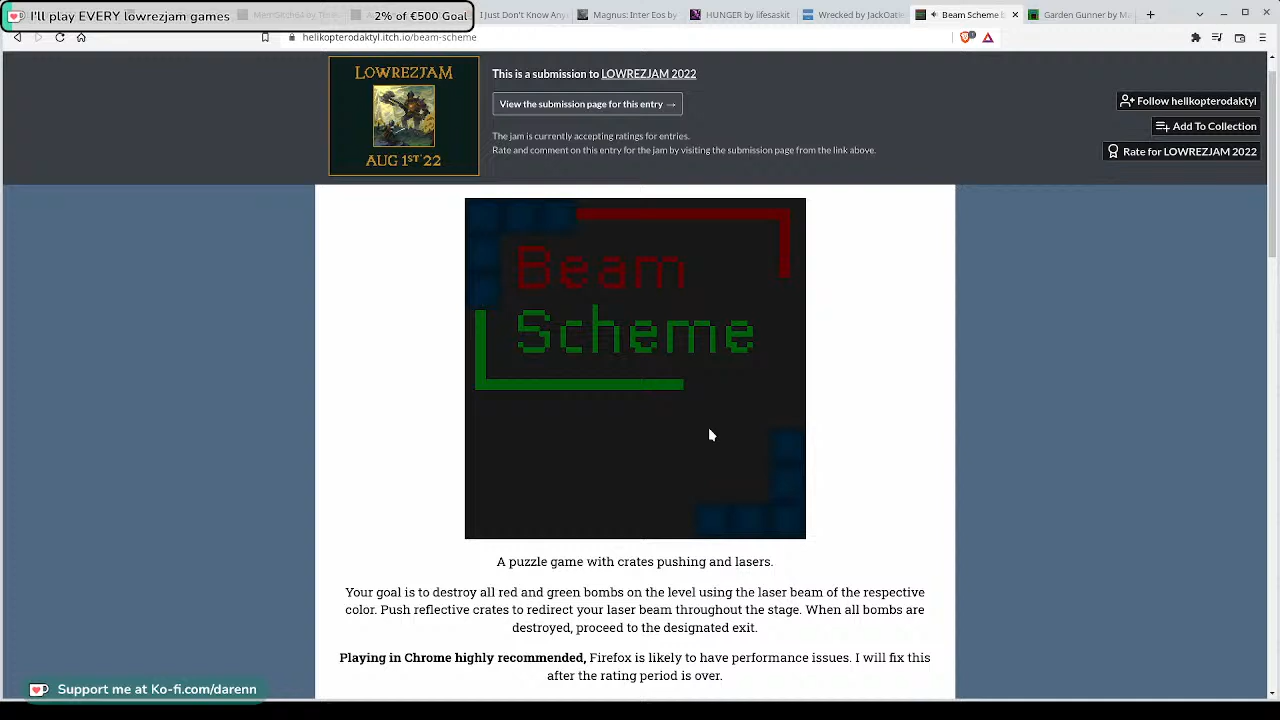 I'll play EVERY lowrezjam games
2% of €500 Goal
I Just Don't Know Any
Magnus: Inter Eos by
HUNGER by lifesaskit
Wrecked by JackOatle
Beam Scheme b
Garden Gunner by Ma
helikopterodaktyl.itch.io/beam-scheme
LOWREZJAM
AUG 1ST '22
This is a submission to LOWREZJAM 2022
View the submission page for this entry →
The jam is currently accepting ratings for entries.
Rate and comment on this entry for the jam by visiting the submission page from the link above.
Follow helikopterodaktyl
Add To Collection
Rate for LOWREZJAM 2022
Beam
Scheme
A puzzle game with crates pushing and lasers.
Your goal is to destroy all red and green bombs on the level using the laser beam of the respective
color. Push reflective crates to redirect your laser beam throughout the stage. When all bombs are
destroyed, proceed to the designated exit.
Playing in Chrome highly recommended, Firefox is likely to have performance issues. I will fix this
after the rating period is over.
Support me at Ko-fi.com/darenn